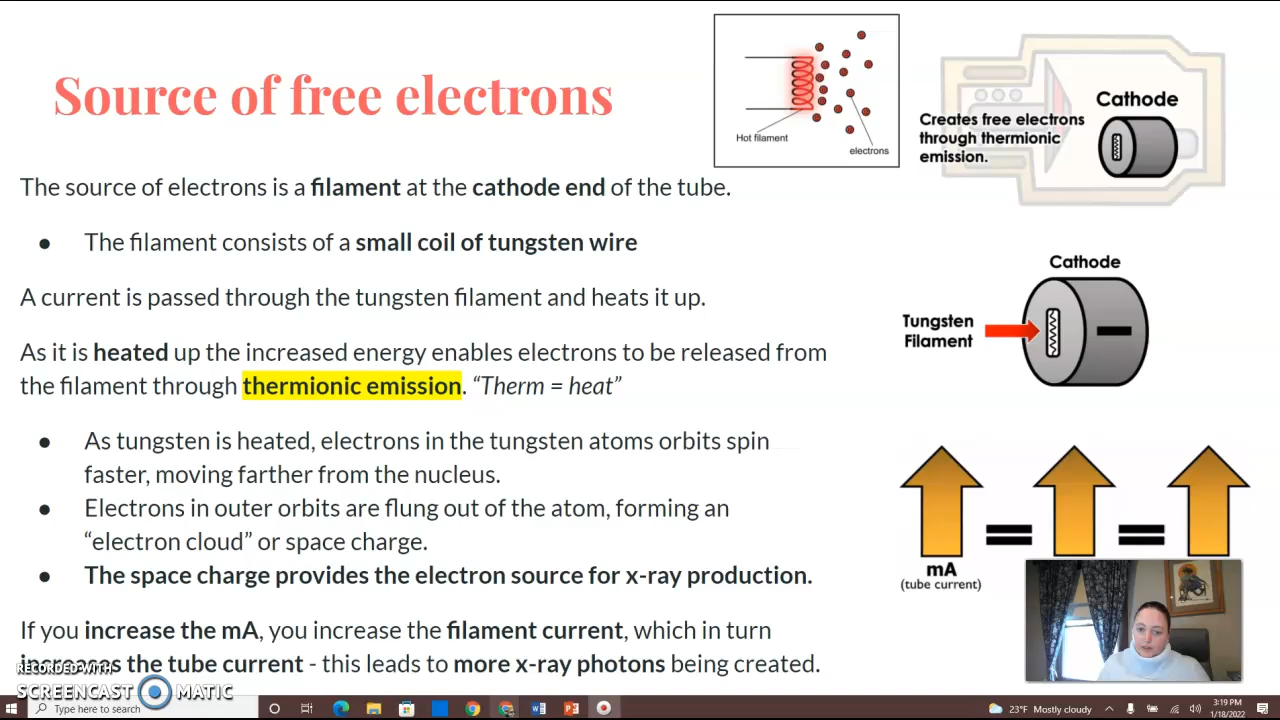 Source of free electrons
Hot filament
electrons
Creates free electrons
through thermionic
emission.
Cathode
The source of electrons is a filament at the cathode end of the tube.
● The filament consists of a small coil of tungsten wire
A current is passed through the tungsten filament and heats it up.
As it is heated up the increased energy enables electrons to be released from
the filament through thermionic emission. “Therm = heat”
● As tungsten is heated, electrons in the tungsten atoms orbits spin
faster, moving farther from the nucleus.
● Electrons in outer orbits are flung out of the atom, forming an
“electron cloud” or space charge.
● The space charge provides the electron source for x-ray production.
If you increase the mA, you increase the filament current, which in turn
the tube current - this leads to more x-ray photons being created.
Cathode
Tungsten
Filament
= =
mA
(tube current)
RECORDED WITH
SCREENCAST MATIC
Type here to search
23°F Mostly cloudy
3:19 PM
1/18/2022